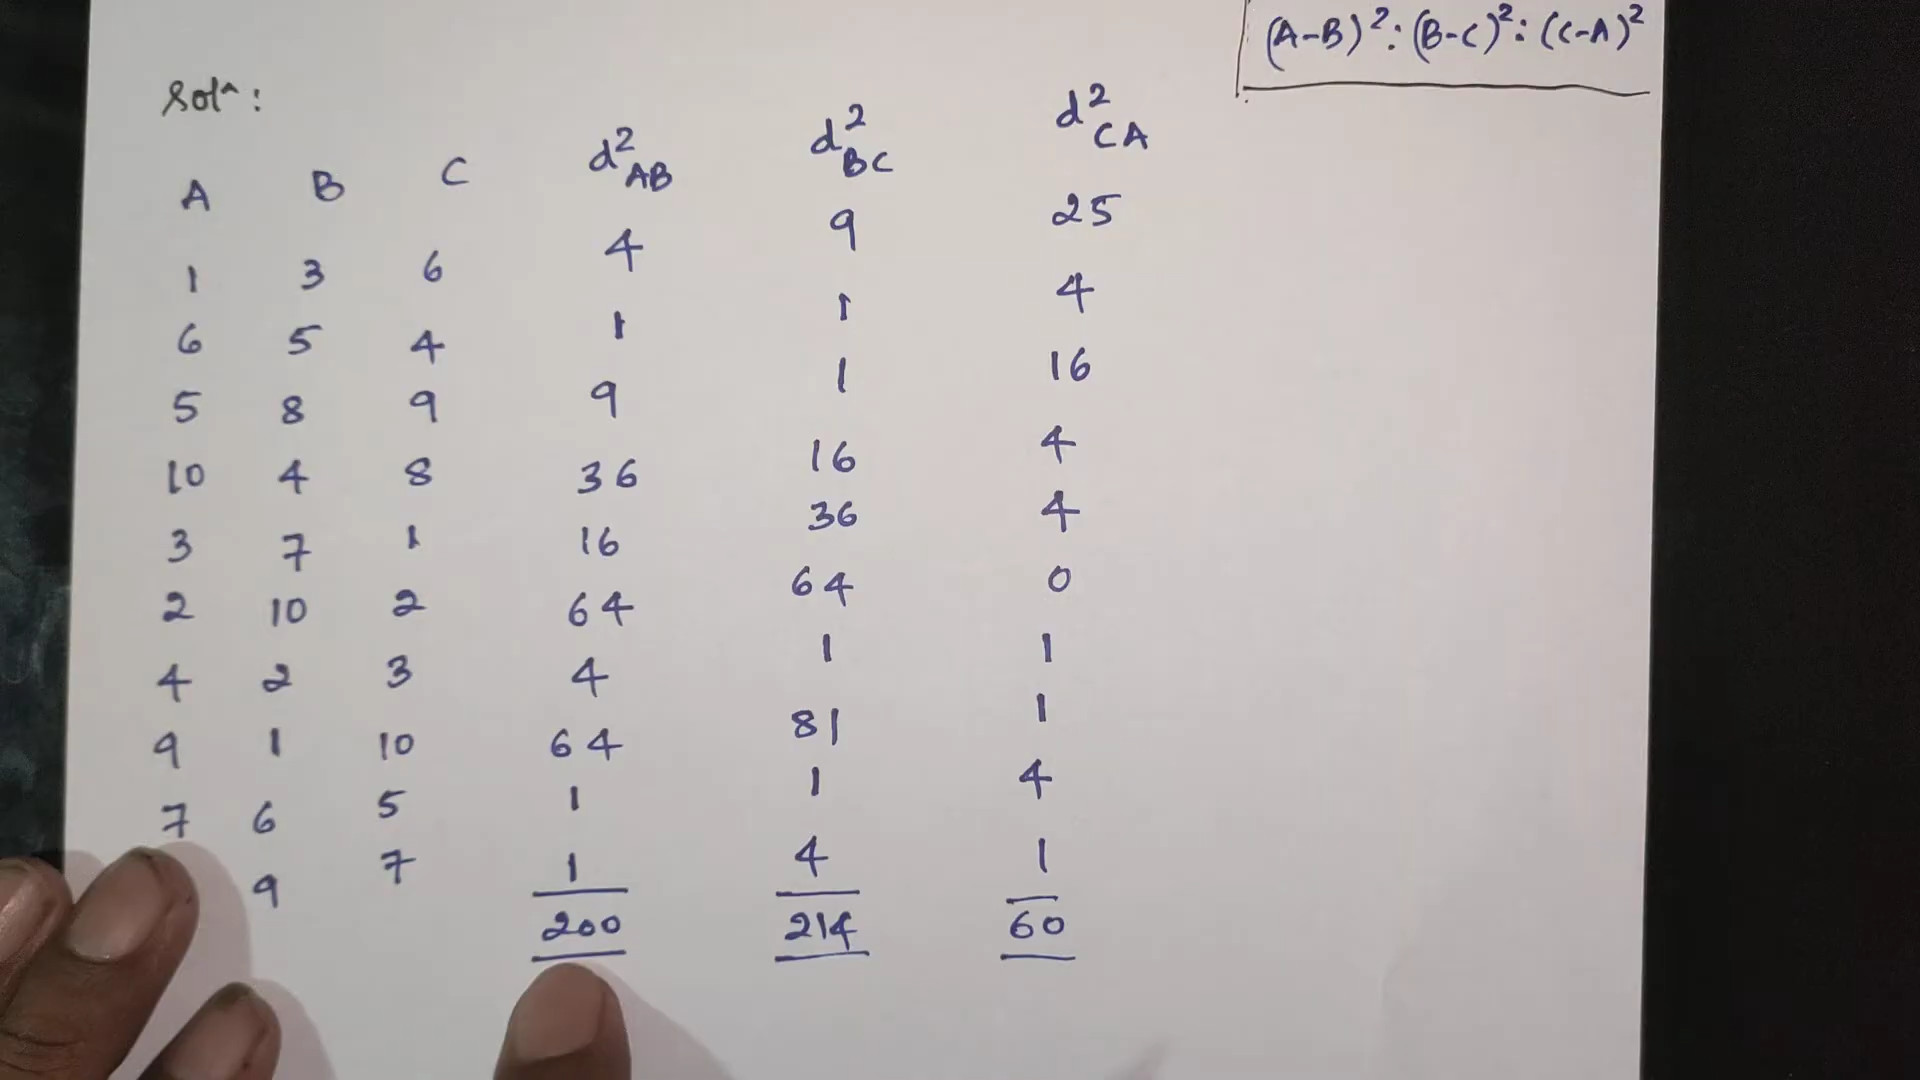 (A-B)²: (B-C)²: (C-A)²
Solⁿ:
A B C d²AB d²BC d²CA
1 3 6 4 9 25
6 5 4 1 1 4
5 8 9 9 1 16
10 4 8 36 16 4
3 7 1 16 36 4
2 10 2 64 64 0
4 2 3 4 1 1
9 1 10 64 81 1
7 6 5 1 1 4
9 7 1 4 1
200 214 60